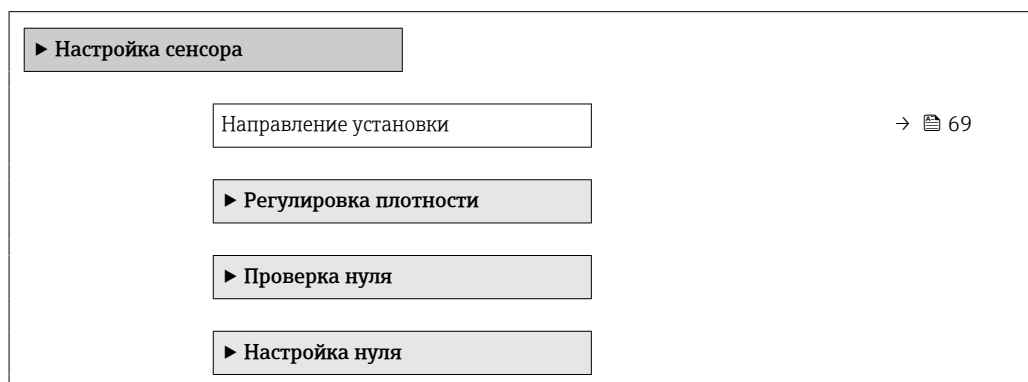 ▶ Настройка сенсора
Направление установки → 69
▶ Регулировка плотности
▶ Проверка нуля
▶ Настройка нуля